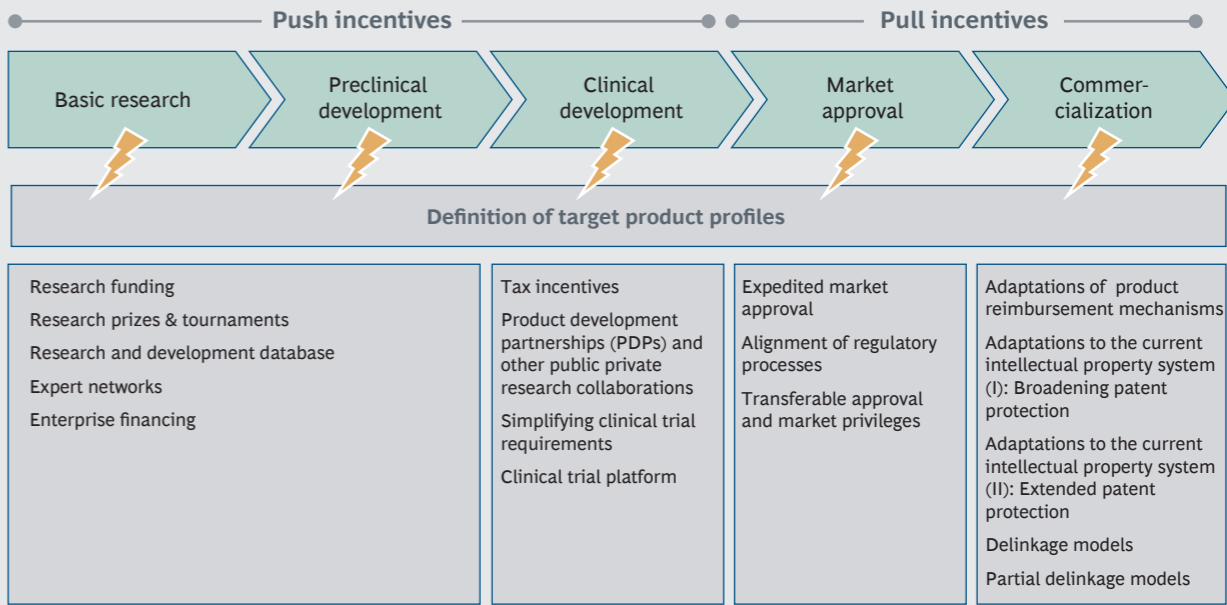 Push incentives
Pull incentives
Basic research
Preclinical
development
Clinical
development
Market
approval
Commer-
cialization
Definition of target product profiles
Research funding
Research prizes & tournaments
Research and development database
Expert networks
Enterprise financing
Tax incentives
Product development
partnerships (PDPs) and
other public private
research collaborations
Simplifying clinical trial
requirements
Clinical trial platform
Expedited market
approval
Alignment of regulatory
processes
Transferable approval
and market privileges
Adaptations of product
reimbursement mechanisms
Adaptations to the current
intellectual property system
(I): Broadening patent
protection
Adaptations to the current
intellectual property system
(II): Extended patent
protection
Delinkage models
Partial delinkage models